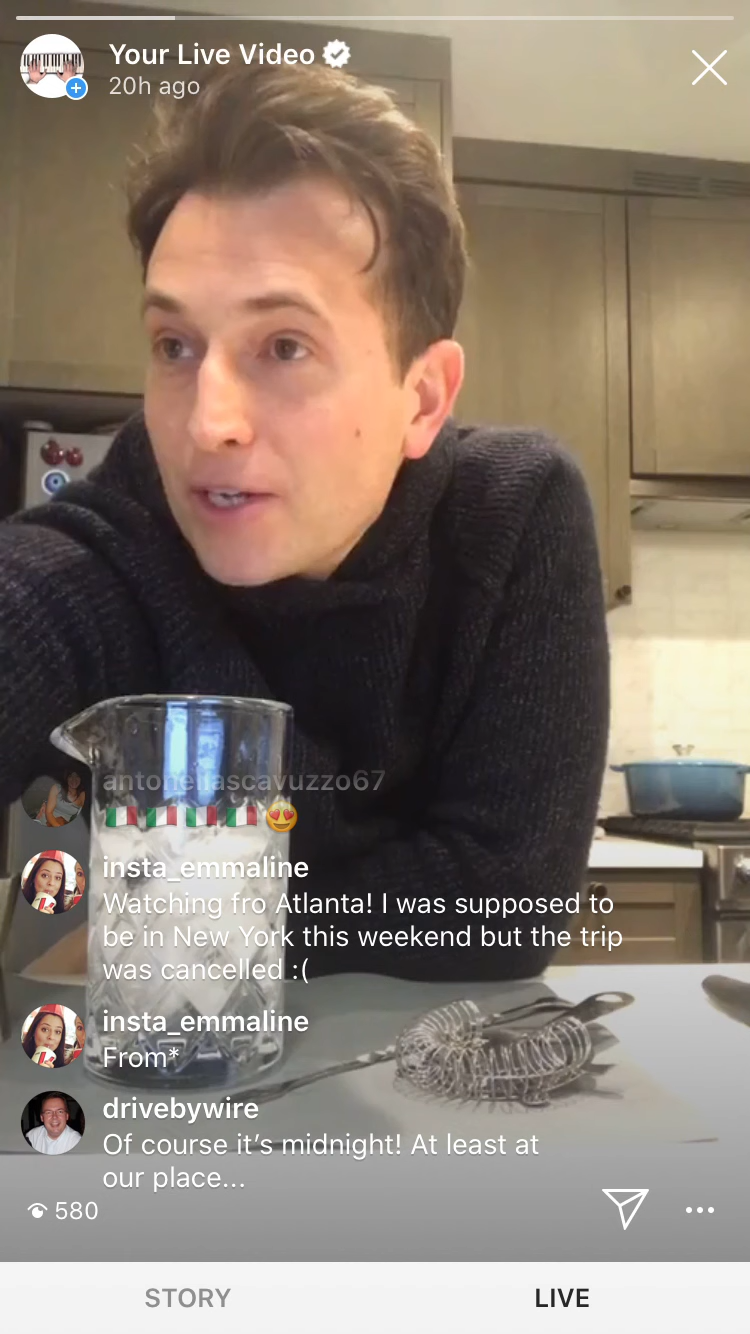 Your Live Video
20h ago
antonellascavuzzo67
🇮🇹🇮🇹🇮🇹🇮🇹😍
insta_emmaline
Watching fro Atlanta! I was supposed to
be in New York this weekend but the trip
was cancelled :(
insta_emmaline
From*
drivebywire
Of course it’s midnight! At least at
our place...
580
STORY
LIVE